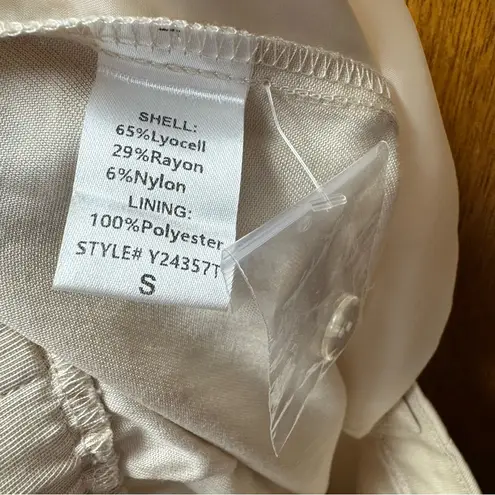 SHELL:
65%Lyocell
29%Rayon
6%Nylon
LINING:
100%Polyester
STYLE# Y24357T
S